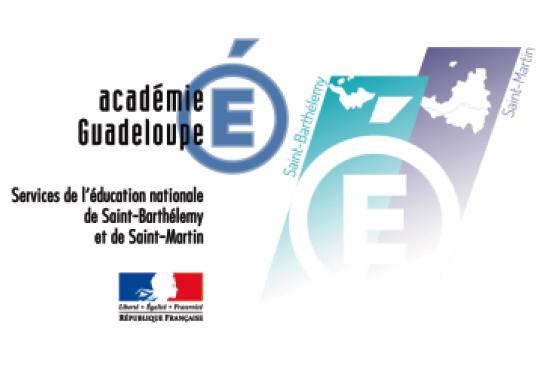 académie
Guadeloupe
É
Services de l'éducation nationale
de Saint-Barthélemy
et de Saint-Martin
Liberté • Égalité • Fraternité
RÉPUBLIQUE FRANÇAISE
Saint-Barthélemy
Saint-Martin
É